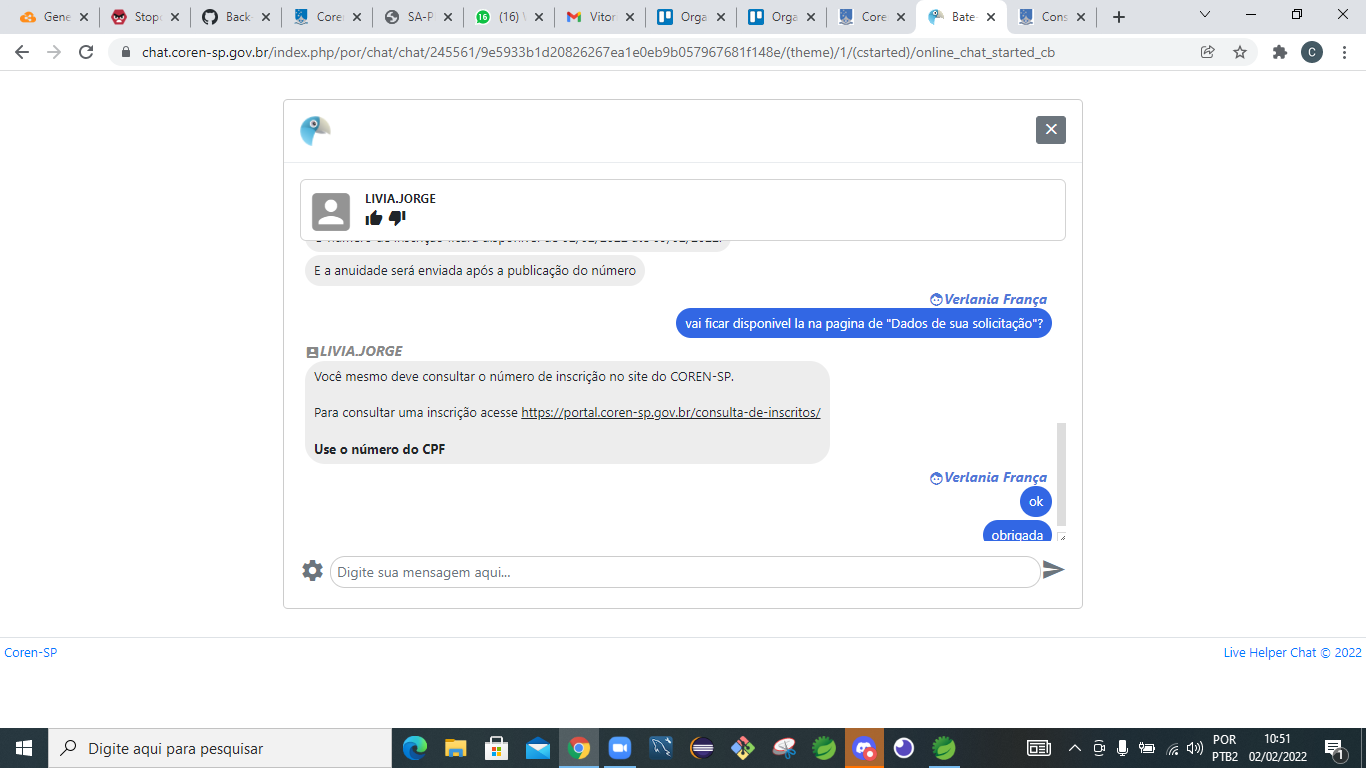 Gene
Stopo
Back-
Core
SA-P
16
(16) V
Vitor
Orga
Orga
Core
Bate-
Cons
chat.coren-sp.gov.br/index.php/por/chat/chat/245561/9e5933b1d20826267ea1e0eb9b057967681f148e/(theme)/1/(cstarted)/online_chat_started_cb
C
LIVIA.JORGE
E a anuidade será enviada após a publicação do número
Verlania França
vai ficar disponivel la na pagina de "Dados de sua solicitação"?
LIVIA.JORGE
Você mesmo deve consultar o número de inscrição no site do COREN-SP.
Para consultar uma inscrição acesse https://portal.coren-sp.gov.br/consulta-de-inscritos/
Use o número do CPF
Verlania França
ok
obrigada
Digite sua mensagem aqui...
Coren-SP
Live Helper Chat © 2022
Digite aqui para pesquisar
POR
PTB2
10:51
02/02/2022
1